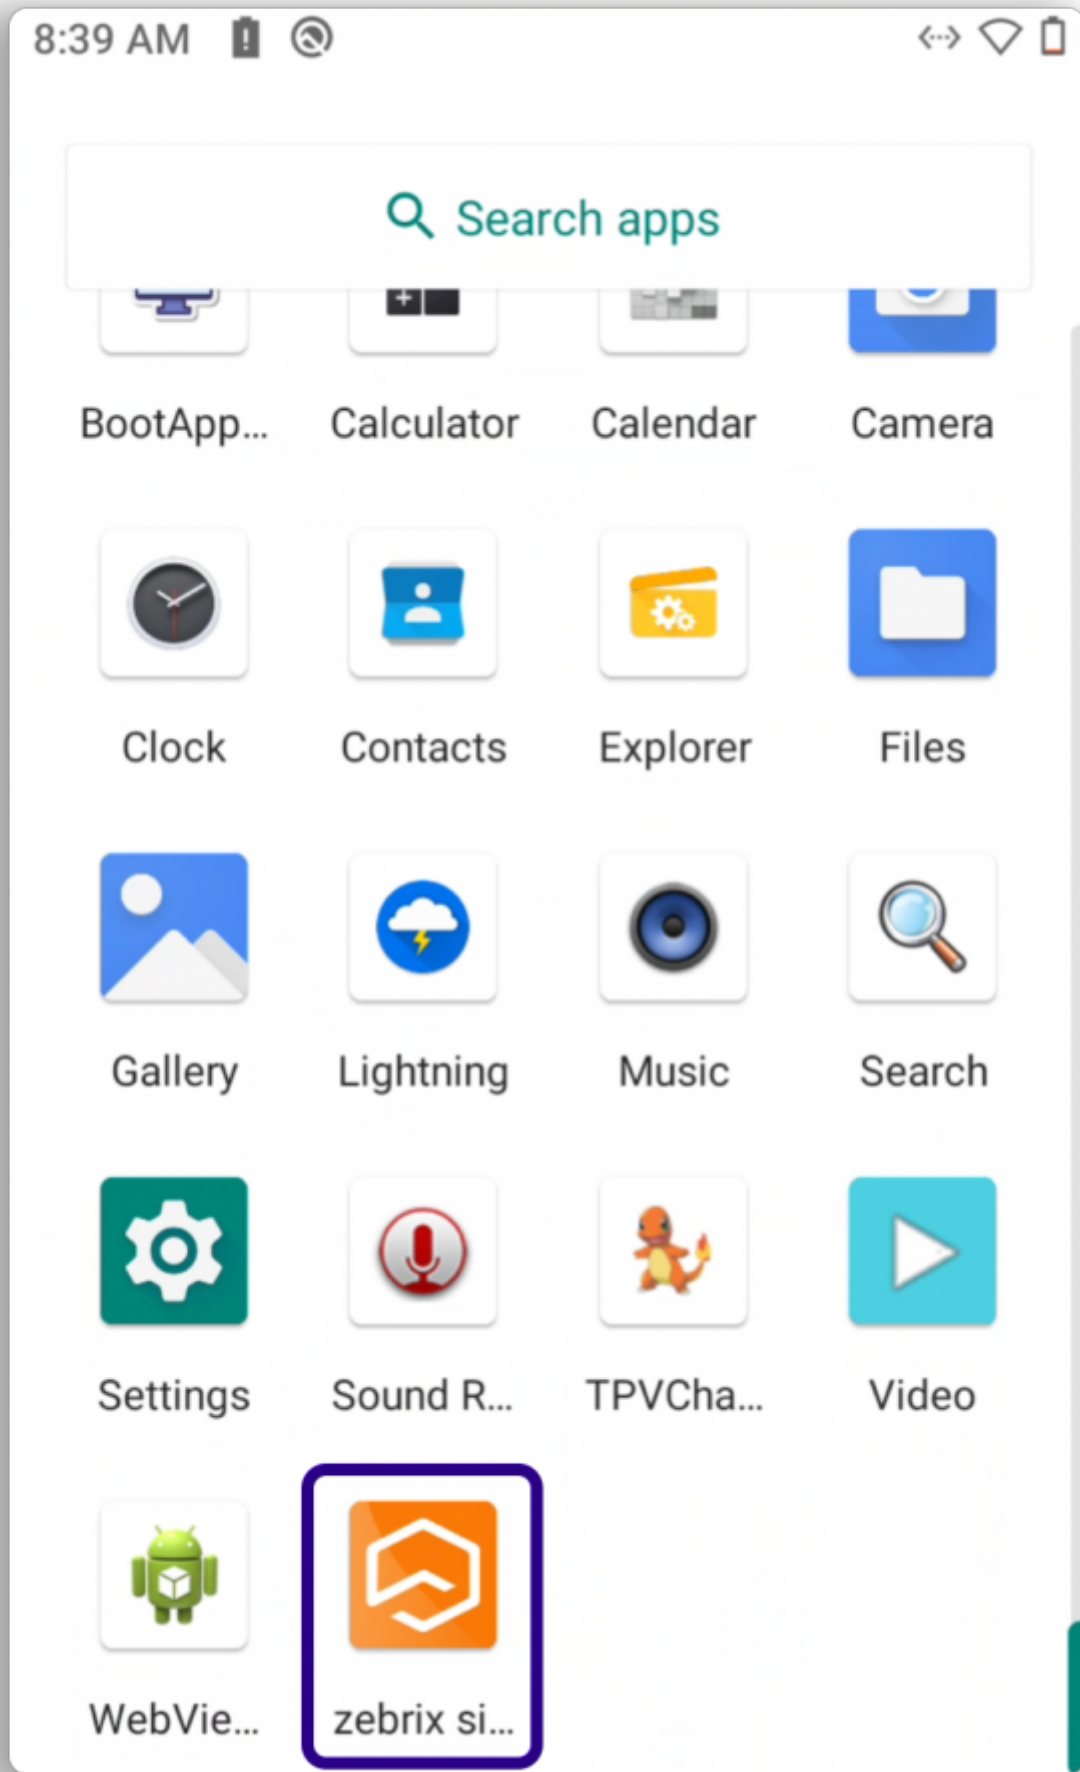 8:39 AM
Search apps
BootApp... Calculator Calendar Camera
Clock Contacts Explorer Files
Gallery Lightning Music Search
Settings Sound R... TPVCha... Video
WebVie... zebrix si...